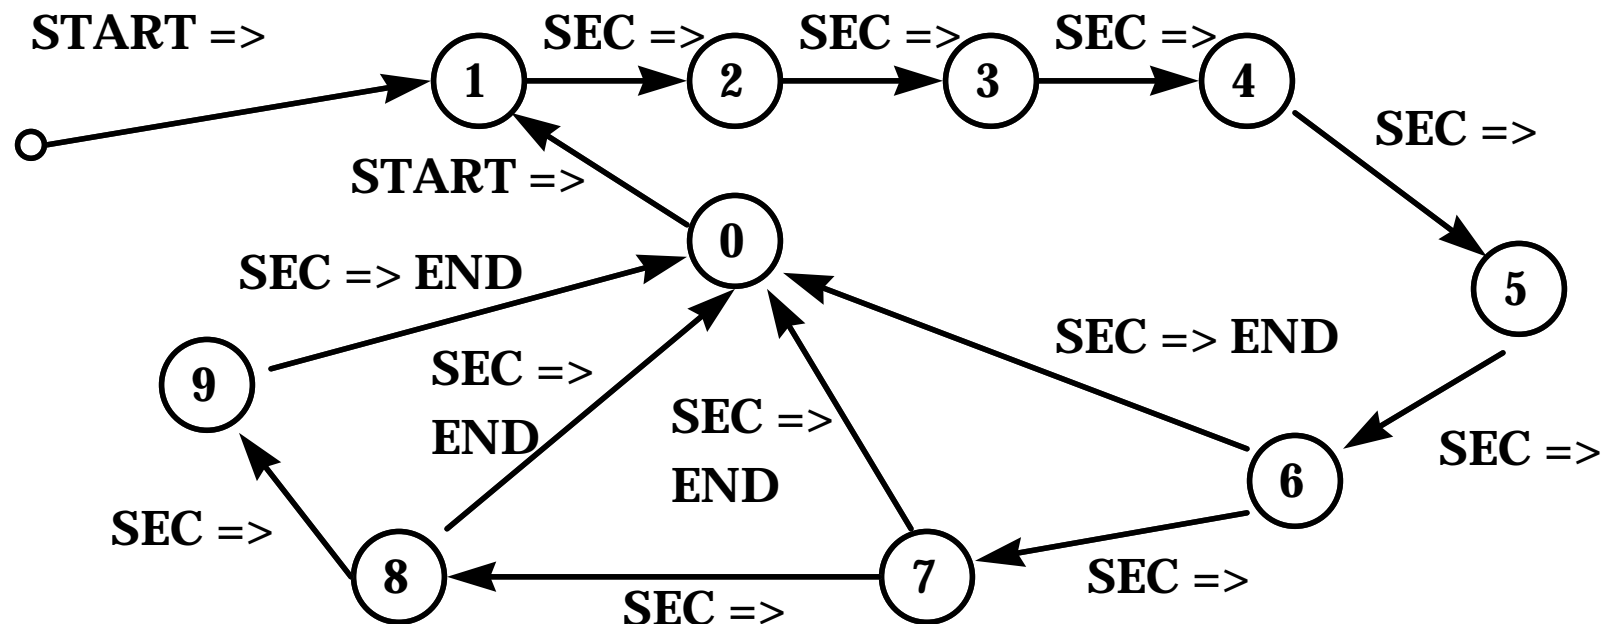 START =>
SEC =>
SEC =>
SEC =>
1
2
3
4
SEC =>
START =>
0
SEC => END
5
SEC => END
SEC =>
END
9
SEC =>
END
SEC =>
6
SEC =>
8
7
SEC =>
SEC =>